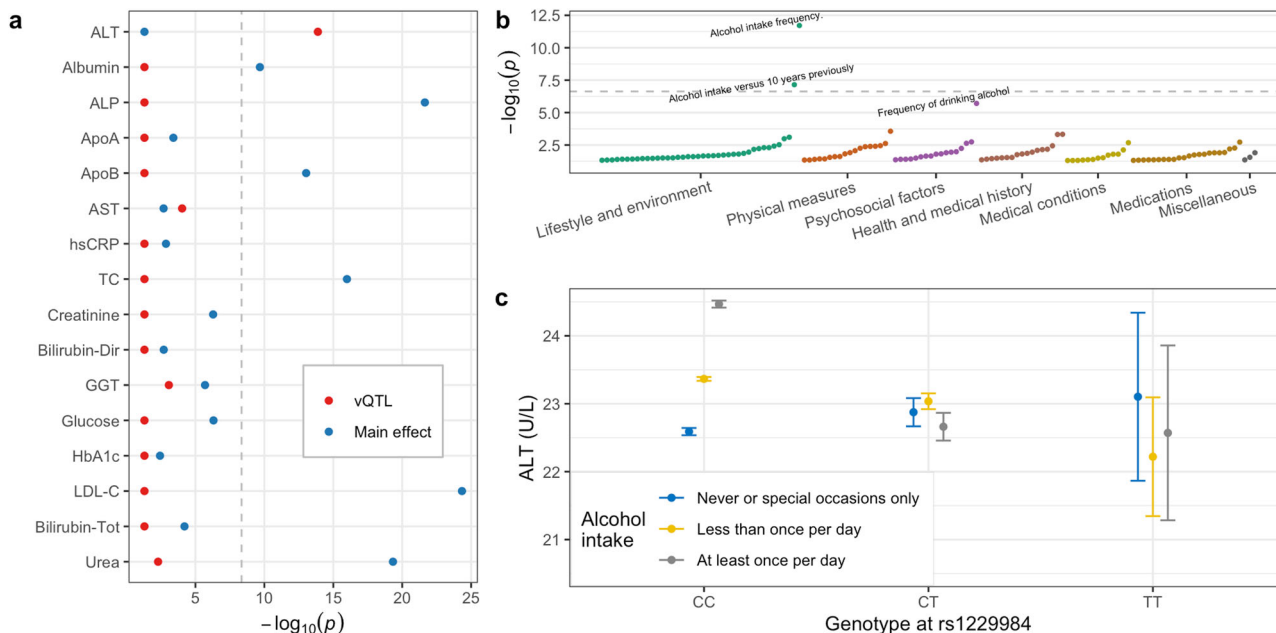 a
ALT
Albumin
ALP
ApoA
ApoB
AST
hsCRP
TC
Creatinine
Bilirubin-Dir
GGT
Glucose
HbA1c
LDL-C
Bilirubin-Tot
Urea
vQTL
Main effect
5 10 15 20 25
−log10(p)
b
−log10(p)
12.5
10.0
7.5
5.0
2.5
Alcohol intake frequency.
Alcohol intake versus 10 years previously
Frequency of drinking alcohol
Lifestyle and environment
Physical measures
Psychosocial factors
Health and medical history
Medical conditions
Medications
Miscellaneous
c
ALT (U/L)
24
23
22
21
Alcohol
intake
Never or special occasions only
Less than once per day
At least once per day
CC CT TT
Genotype at rs1229984